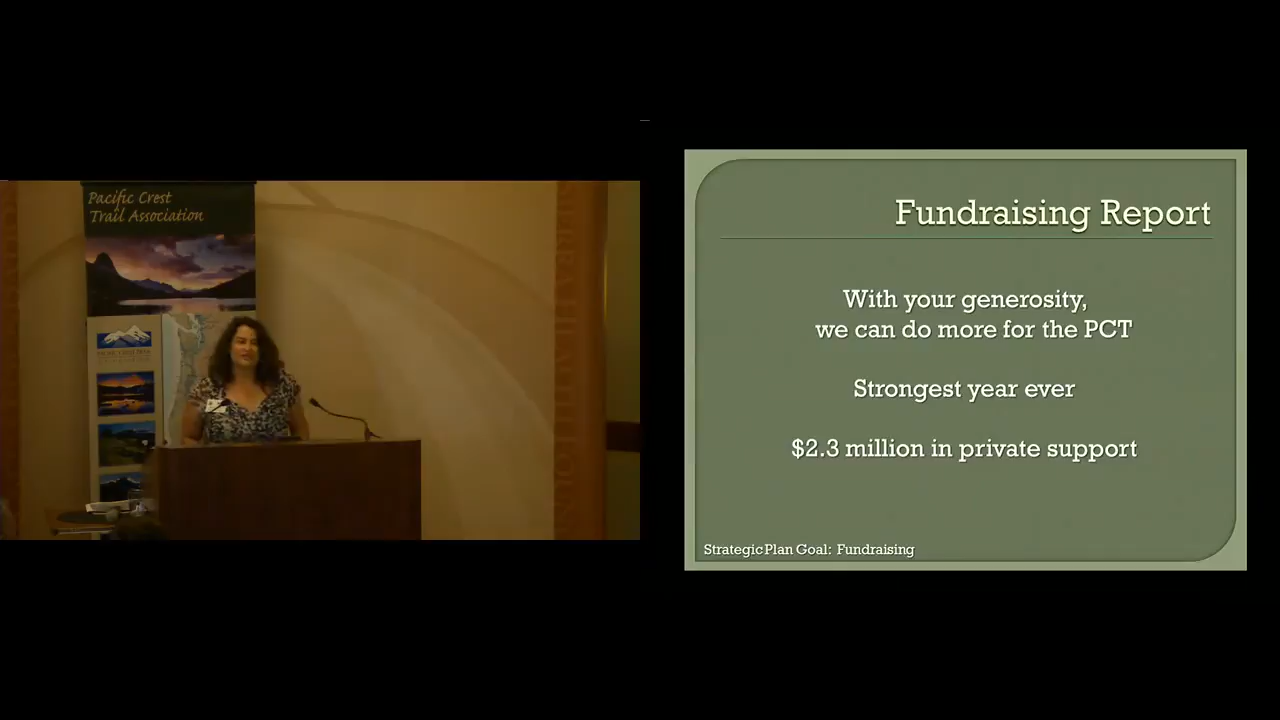 Pacific Crest
Trail Association
Fundraising Report
With your generosity,
we can do more for the PCT
Strongest year ever
$2.3 million in private support
Strategic Plan Goal: Fundraising